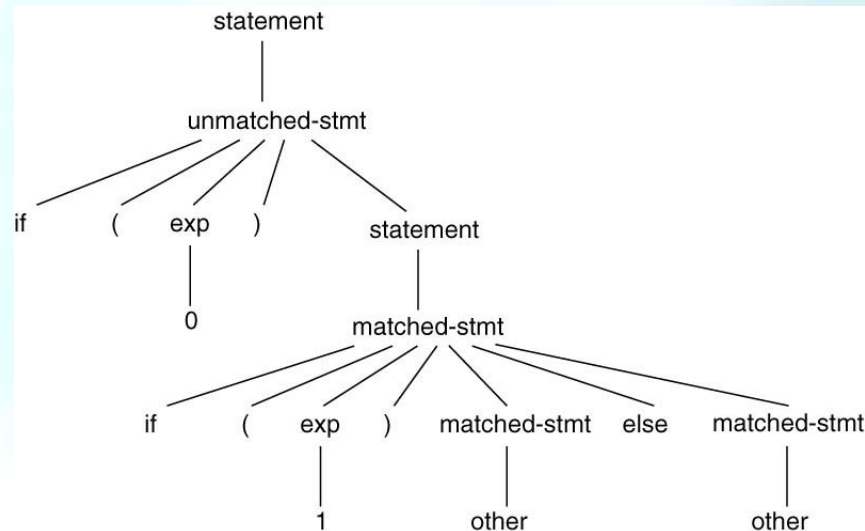 statement
unmatched-stmt
if ( exp ) statement
0
matched-stmt
if ( exp ) matched-stmt else matched-stmt
1 other other